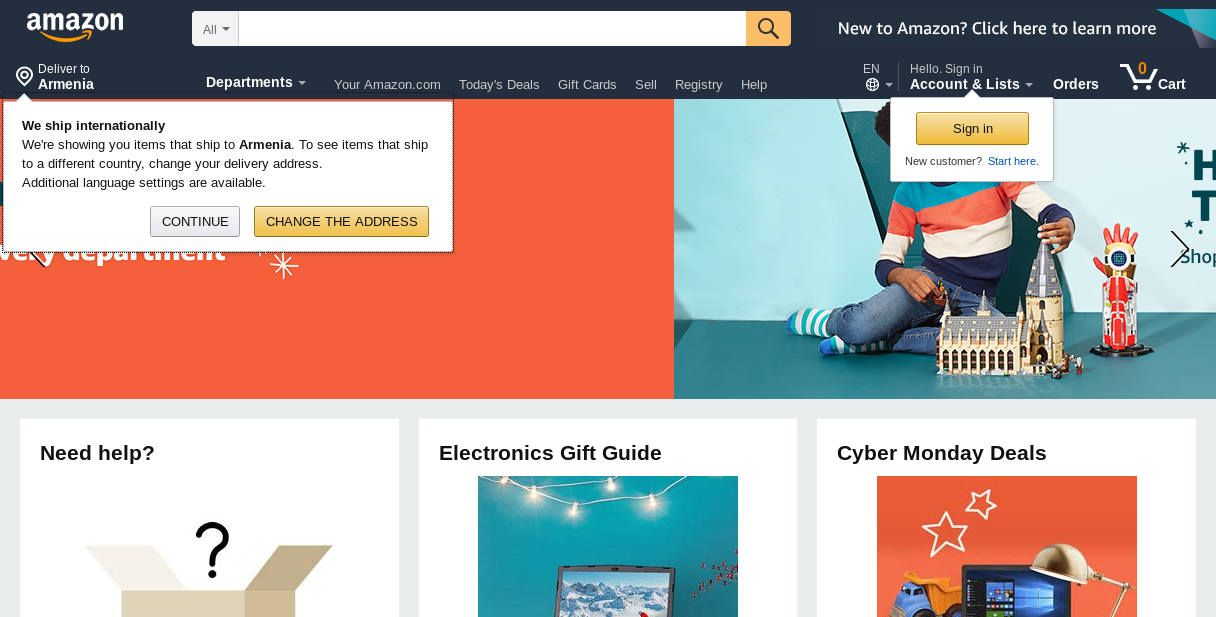 amazon
All
New to Amazon? Click here to learn more
Deliver to
Armenia
Departments
Your Amazon.com
Today's Deals
Gift Cards
Sell
Registry
Help
EN
Hello. Sign in
Account & Lists
Orders
0
Cart
We ship internationally
We're showing you items that ship to Armenia. To see items that ship
to a different country, change your delivery address.
Additional language settings are available.
CONTINUE
CHANGE THE ADDRESS
Sign in
New customer? Start here.
department
Need help?
Electronics Gift Guide
Cyber Monday Deals
?